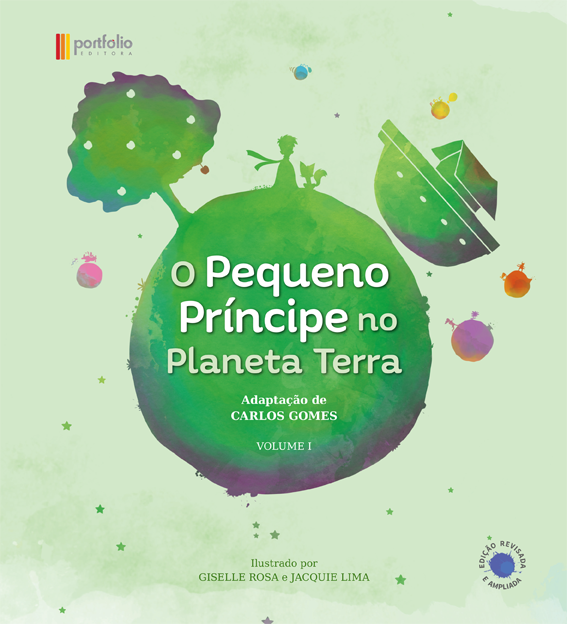 portfolio
EDITORA
O Pequeno
Príncipe no
Planeta Terra
Adaptação de
CARLOS GOMES
VOLUME I
Ilustrado por
GISELLE ROSA e JACQUIE LIMA
EDIÇÃO REVISADA
E AMPLIADA